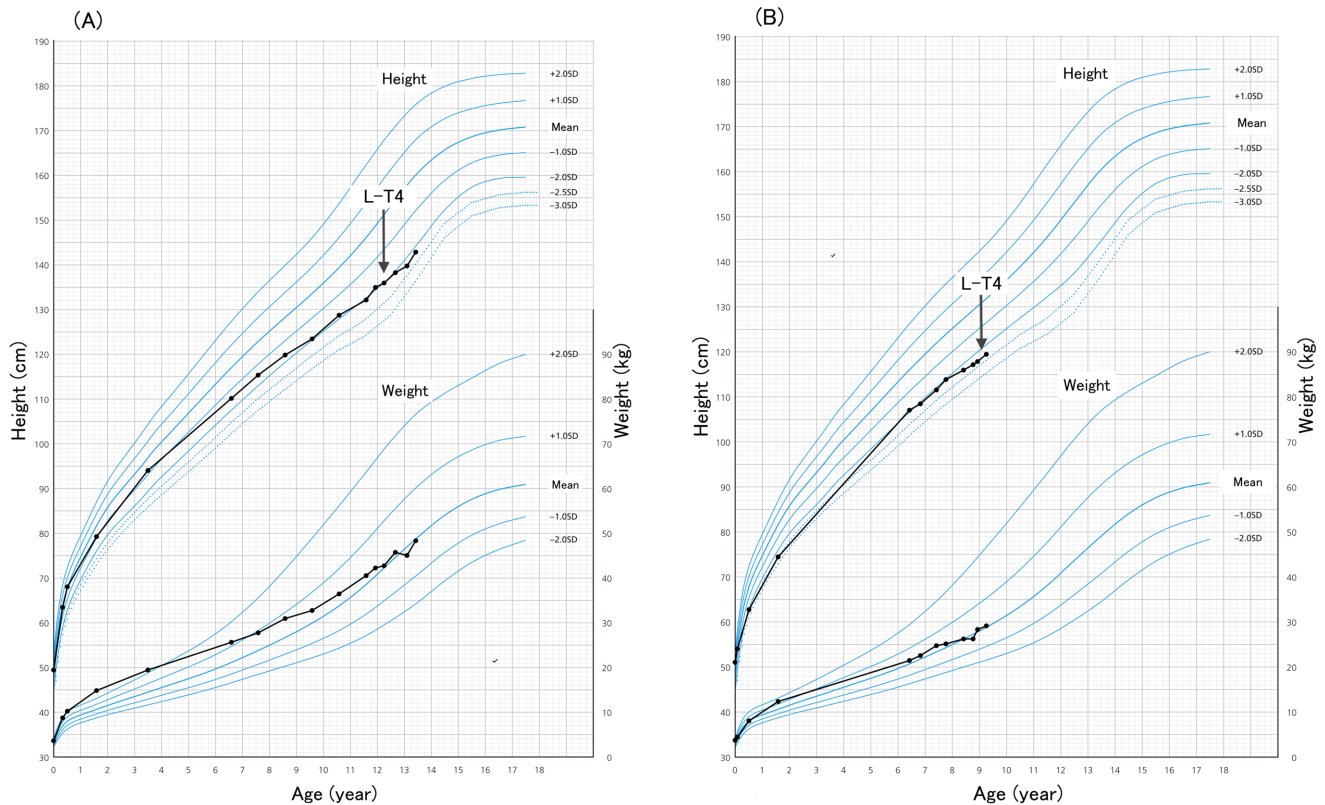 (A)
190
180
170
160
150
140
130
120
110
100
90
80
70
60
50
40
30
Height (cm)
Height
+2.0SD
+1.0SD
Mean
−1.0SD
−2.0SD
−2.5SD
−3.0SD
L-T4
Weight
+2.0SD
+1.0SD
Mean
−1.0SD
−2.0SD
90
80
70
60
50
40
30
20
10
0
Weight (kg)
0 1 2 3 4 5 6 7 8 9 10 11 12 13 14 15 16 17 18
Age (year)
(B)
190
180
170
160
150
140
130
120
110
100
90
80
70
60
50
40
30
Height (cm)
Height
+2.0SD
+1.0SD
Mean
−1.0SD
−2.0SD
−2.5SD
−3.0SD
L-T4
Weight
+2.0SD
+1.0SD
Mean
−1.0SD
−2.0SD
90
80
70
60
50
40
30
20
10
0
Weight (kg)
0 1 2 3 4 5 6 7 8 9 10 11 12 13 14 15 16 17 18
Age (year)